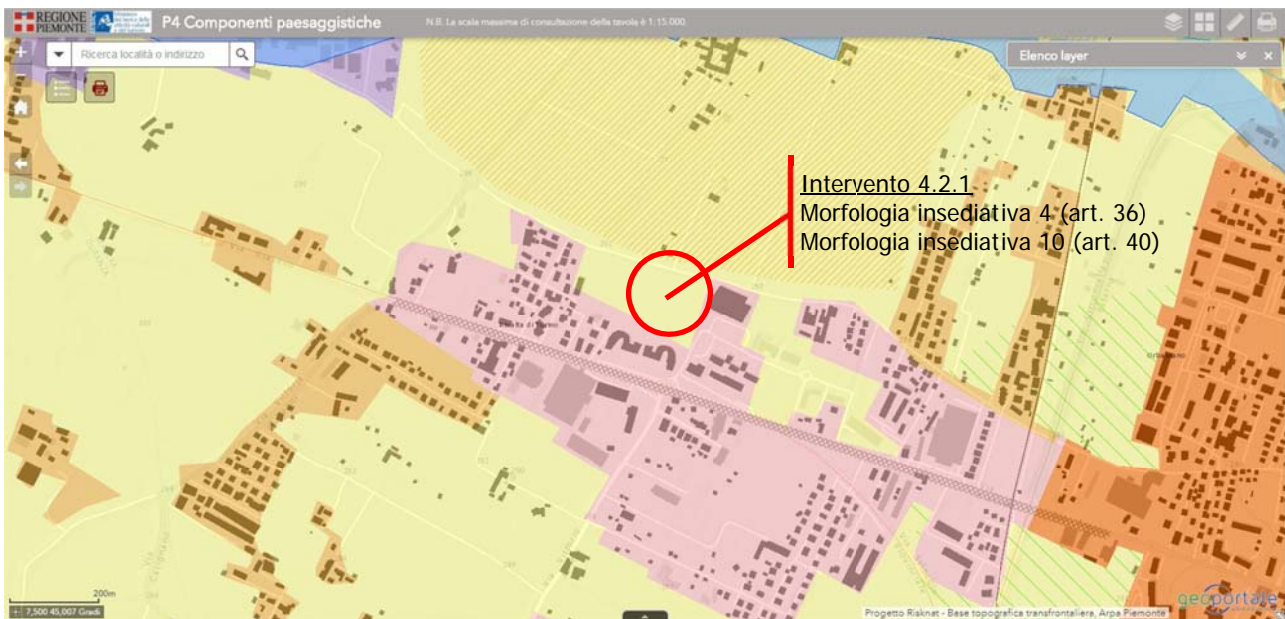 REGIONE
PIEMONTE
P4 Componenti paesaggistiche
N.B. La scala massima di consultazione della tavola è 1:15.000.
Ricerca località o indirizzo
Elenco layer
Intervento 4.2.1
Morfologia insediativa 4 (art. 36)
Morfologia insediativa 10 (art. 40)
Orbassano
200m
7,500 45,007 Gradi
Progetto Risknat - Base topografica transfrontaliera, Arpa Piemonte
geoportale